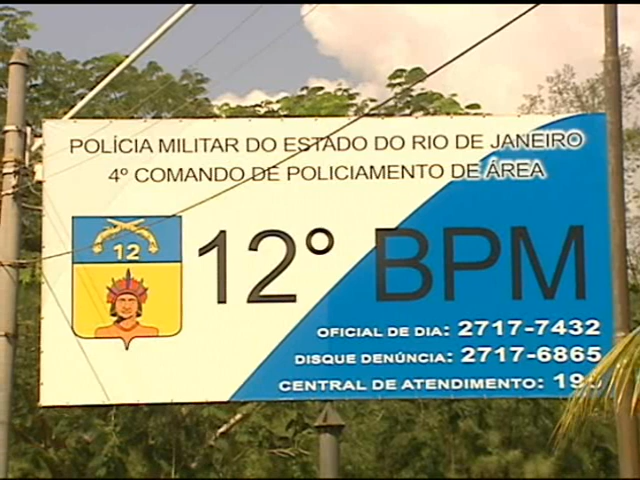 POLÍCIA MILITAR DO ESTADO DO RIO DE JANEIRO
4º COMANDO DE POLICIAMENTO DE ÁREA
12
12º BPM
OFICIAL DE DIA: 2717-7432
DISQUE DENÚNCIA: 2717-6865
CENTRAL DE ATENDIMENTO: